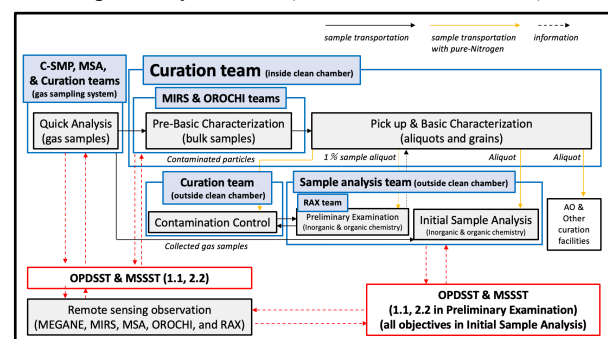 sample transportation
sample transportation
with pure-Nitrogen
information
C-SMP, MSA,
& Curation teams
(gas sampling system)
Curation team (inside clean chamber)
MIRS & OROCHI teams
Quick Analysis
(gas samples)
Pre-Basic Characterization
(bulk samples)
Pick up & Basic Characterization
(aliquots and grains)
Contaminated particles
1% sample aliquot
Aliquot
Aliquot
Curation team
(outside clean chamber)
Sample analysis team (outside clean chamber)
RAX team
Contamination Control
Preliminary Examination
(Inorganic & organic chemistry)
Initial Sample Analysis
(Inorganic & organic chemistry)
AO &
Other
curation
facilities
Collected gas samples
OPDSST & MSSST (1.1, 2.2)
Remote sensing observation
(MEGANE, MIRS, MSA, OROCHI, and RAX)
OPDSST & MSSST
(1.1, 2.2 in Preliminary Examination)
(all objectives in Initial Sample Analysis)